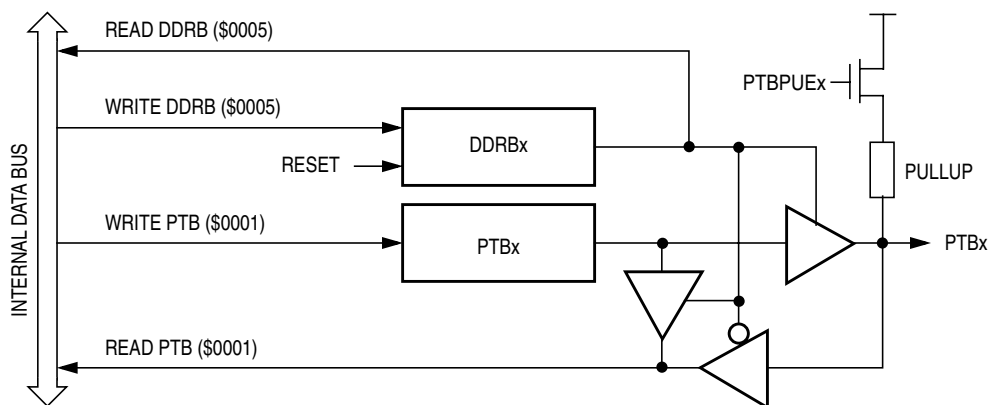 READ DDRB ($0005)
PTBPUEx
WRITE DDRB ($0005)
DDRBx
RESET
PULLUP
WRITE PTB ($0001)
PTBx
PTBx
INTERNAL DATA BUS
READ PTB ($0001)